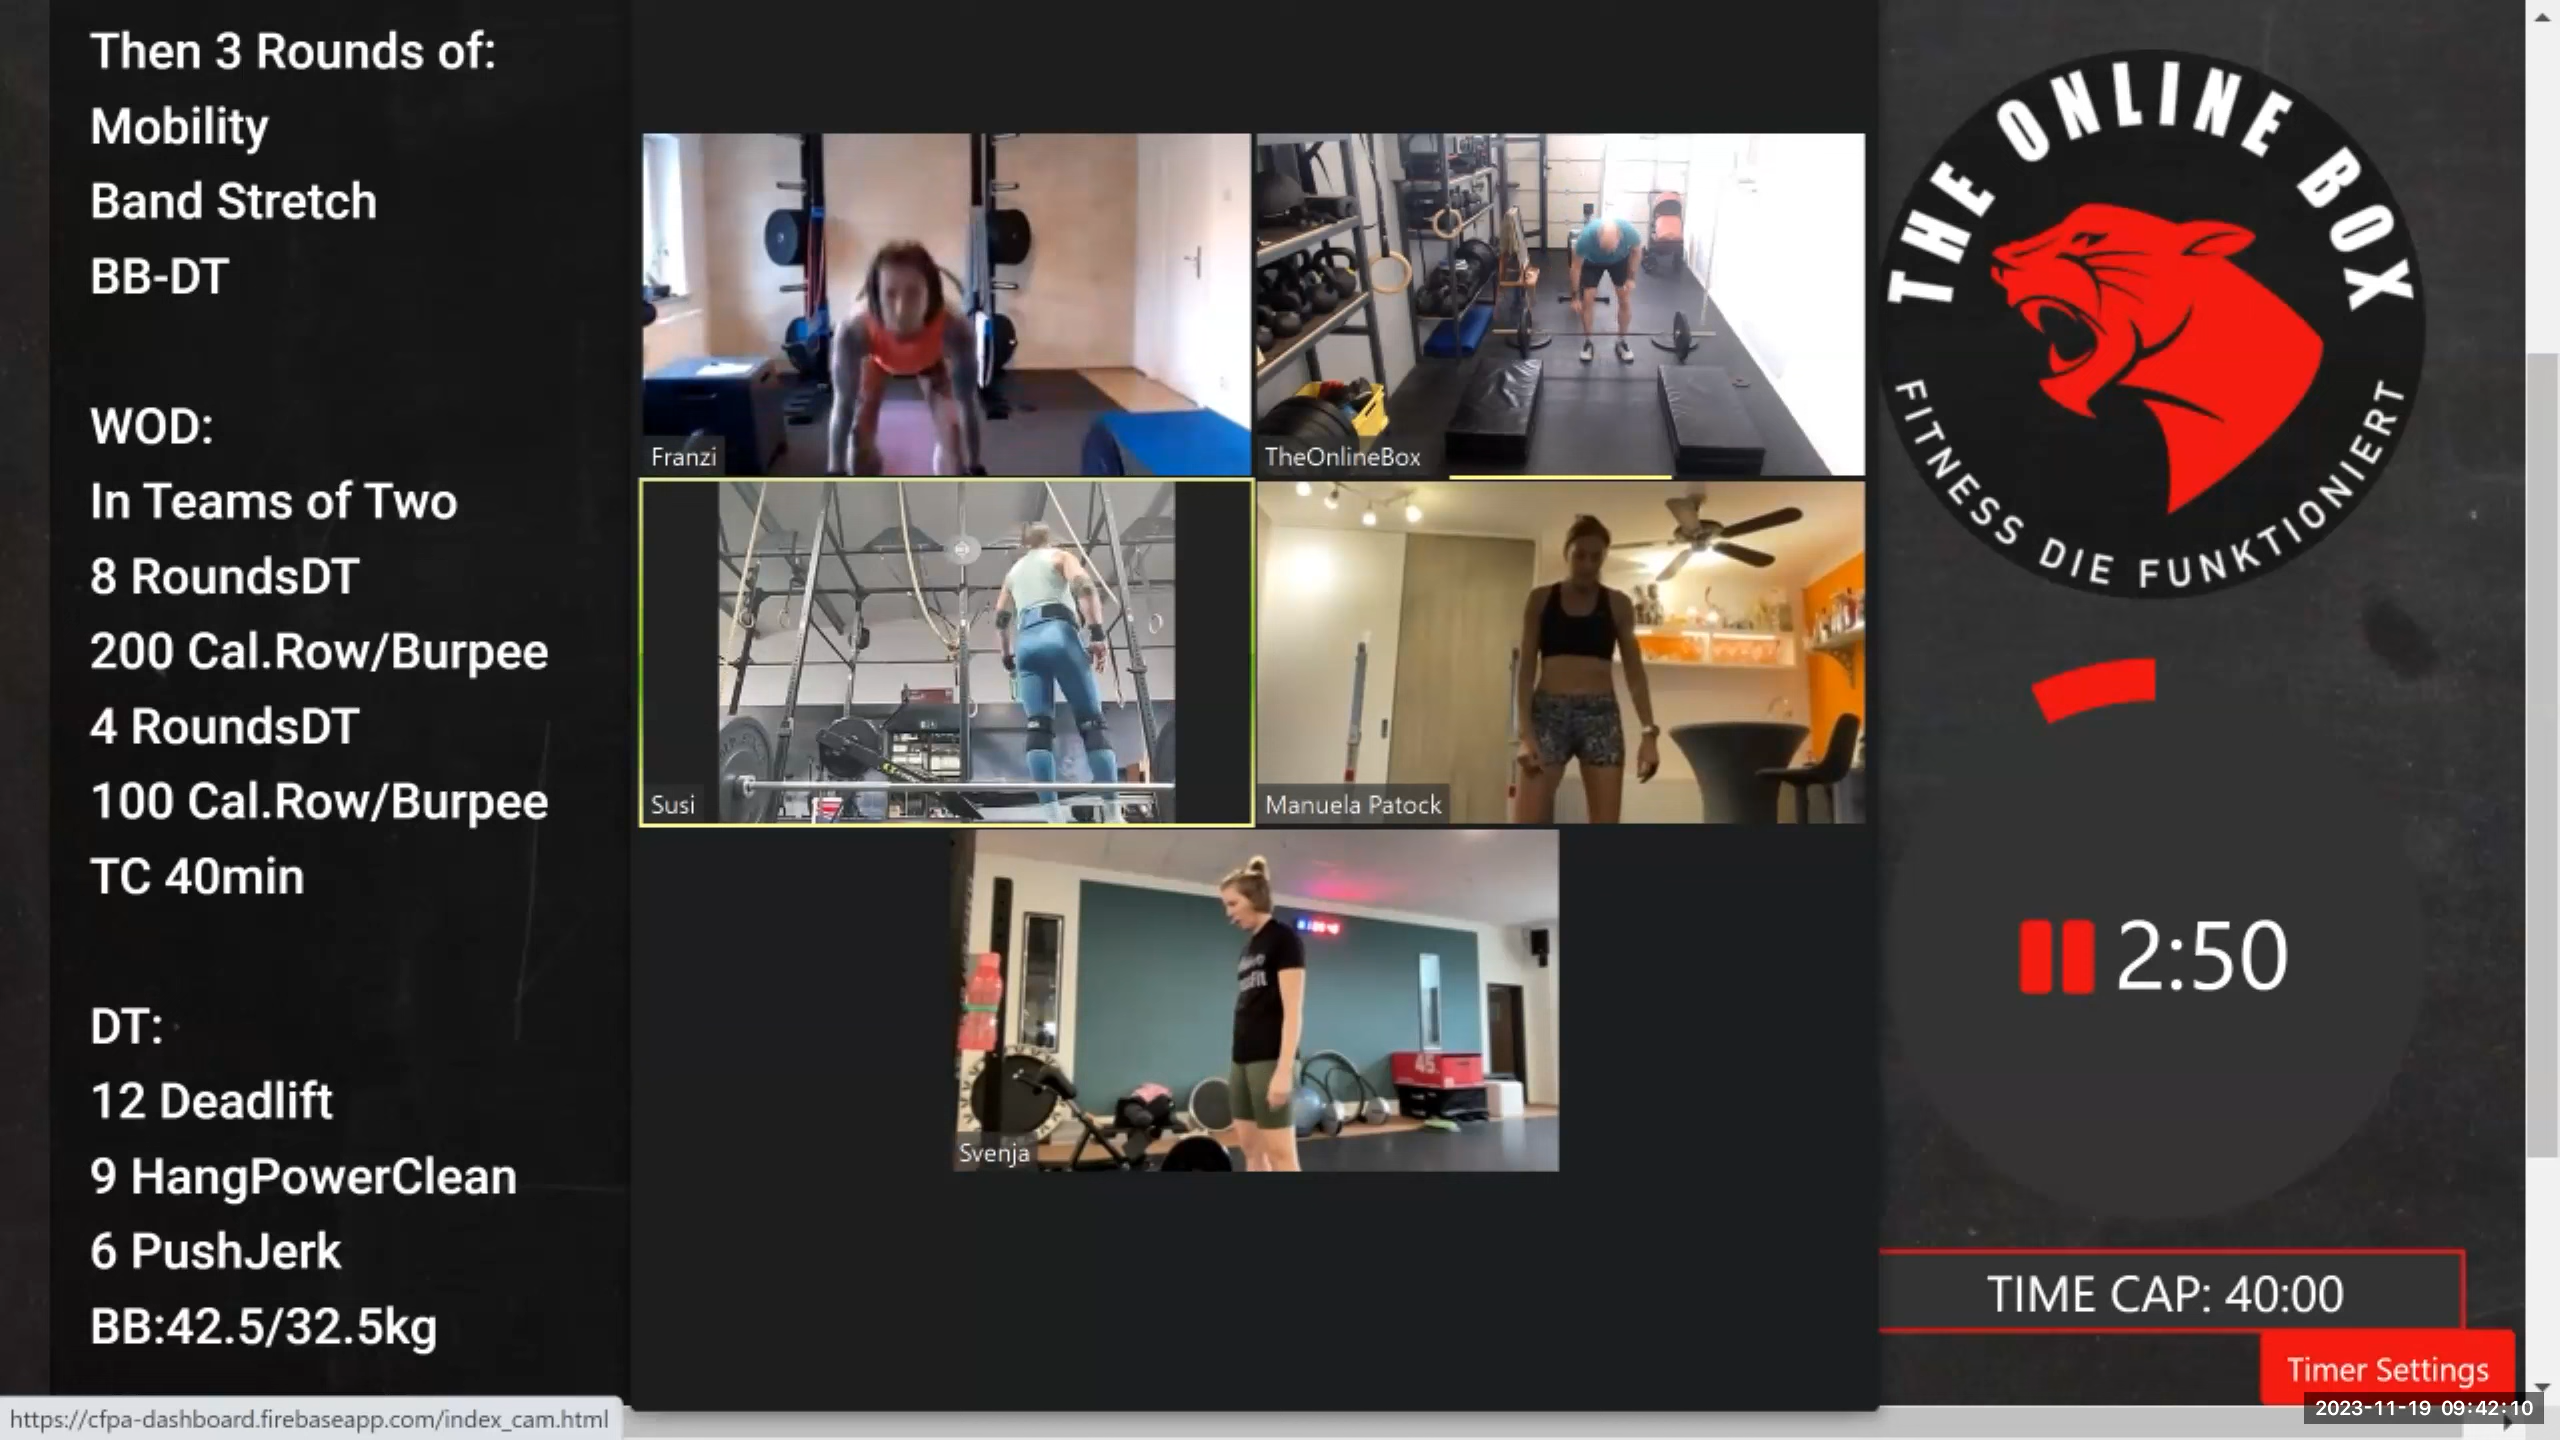 Then 3 Rounds of:
Mobility
Band Stretch
BB-DT
WOD:
In Teams of Two
8 RoundsDT
200 Cal.Row/Burpee
4 RoundsDT
100 Cal.Row/Burpee
TC 40min
DT:
12 Deadlift
9 HangPowerClean
6 PushJerk
BB:42.5/32.5kg
https://cfpa-dashboard.firebaseapp.com/index_cam.html
Franzi
TheOnlineBox
Susi
Manuela Patock
45
Svenja
THE ONLINE BOX
FITNESS DIE FUNKTIONIERT
2:50
TIME CAP: 40:00
Timer Settings
2023-11-19 09:42:10